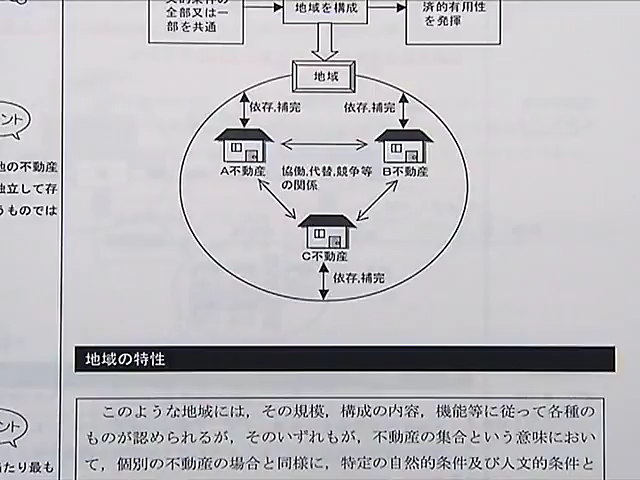 全部又は一
部を共通
地域を構成
済的有用性
を発揮
地域
依存,補完
依存,補完
A不動産
B不動産
協働,代替,競争等
の関係
C不動産
依存,補完
ント
他の不動産
独立して存
うものでは
地域の特性
このような地域には，その規模，構成の内容，機能等に従って各種の
ものが認められるが，そのいずれもが，不動産の集合という意味におい
て，個別の不動産の場合と同様に，特定の自然的条件及び人文的条件と
ント
当たり最も